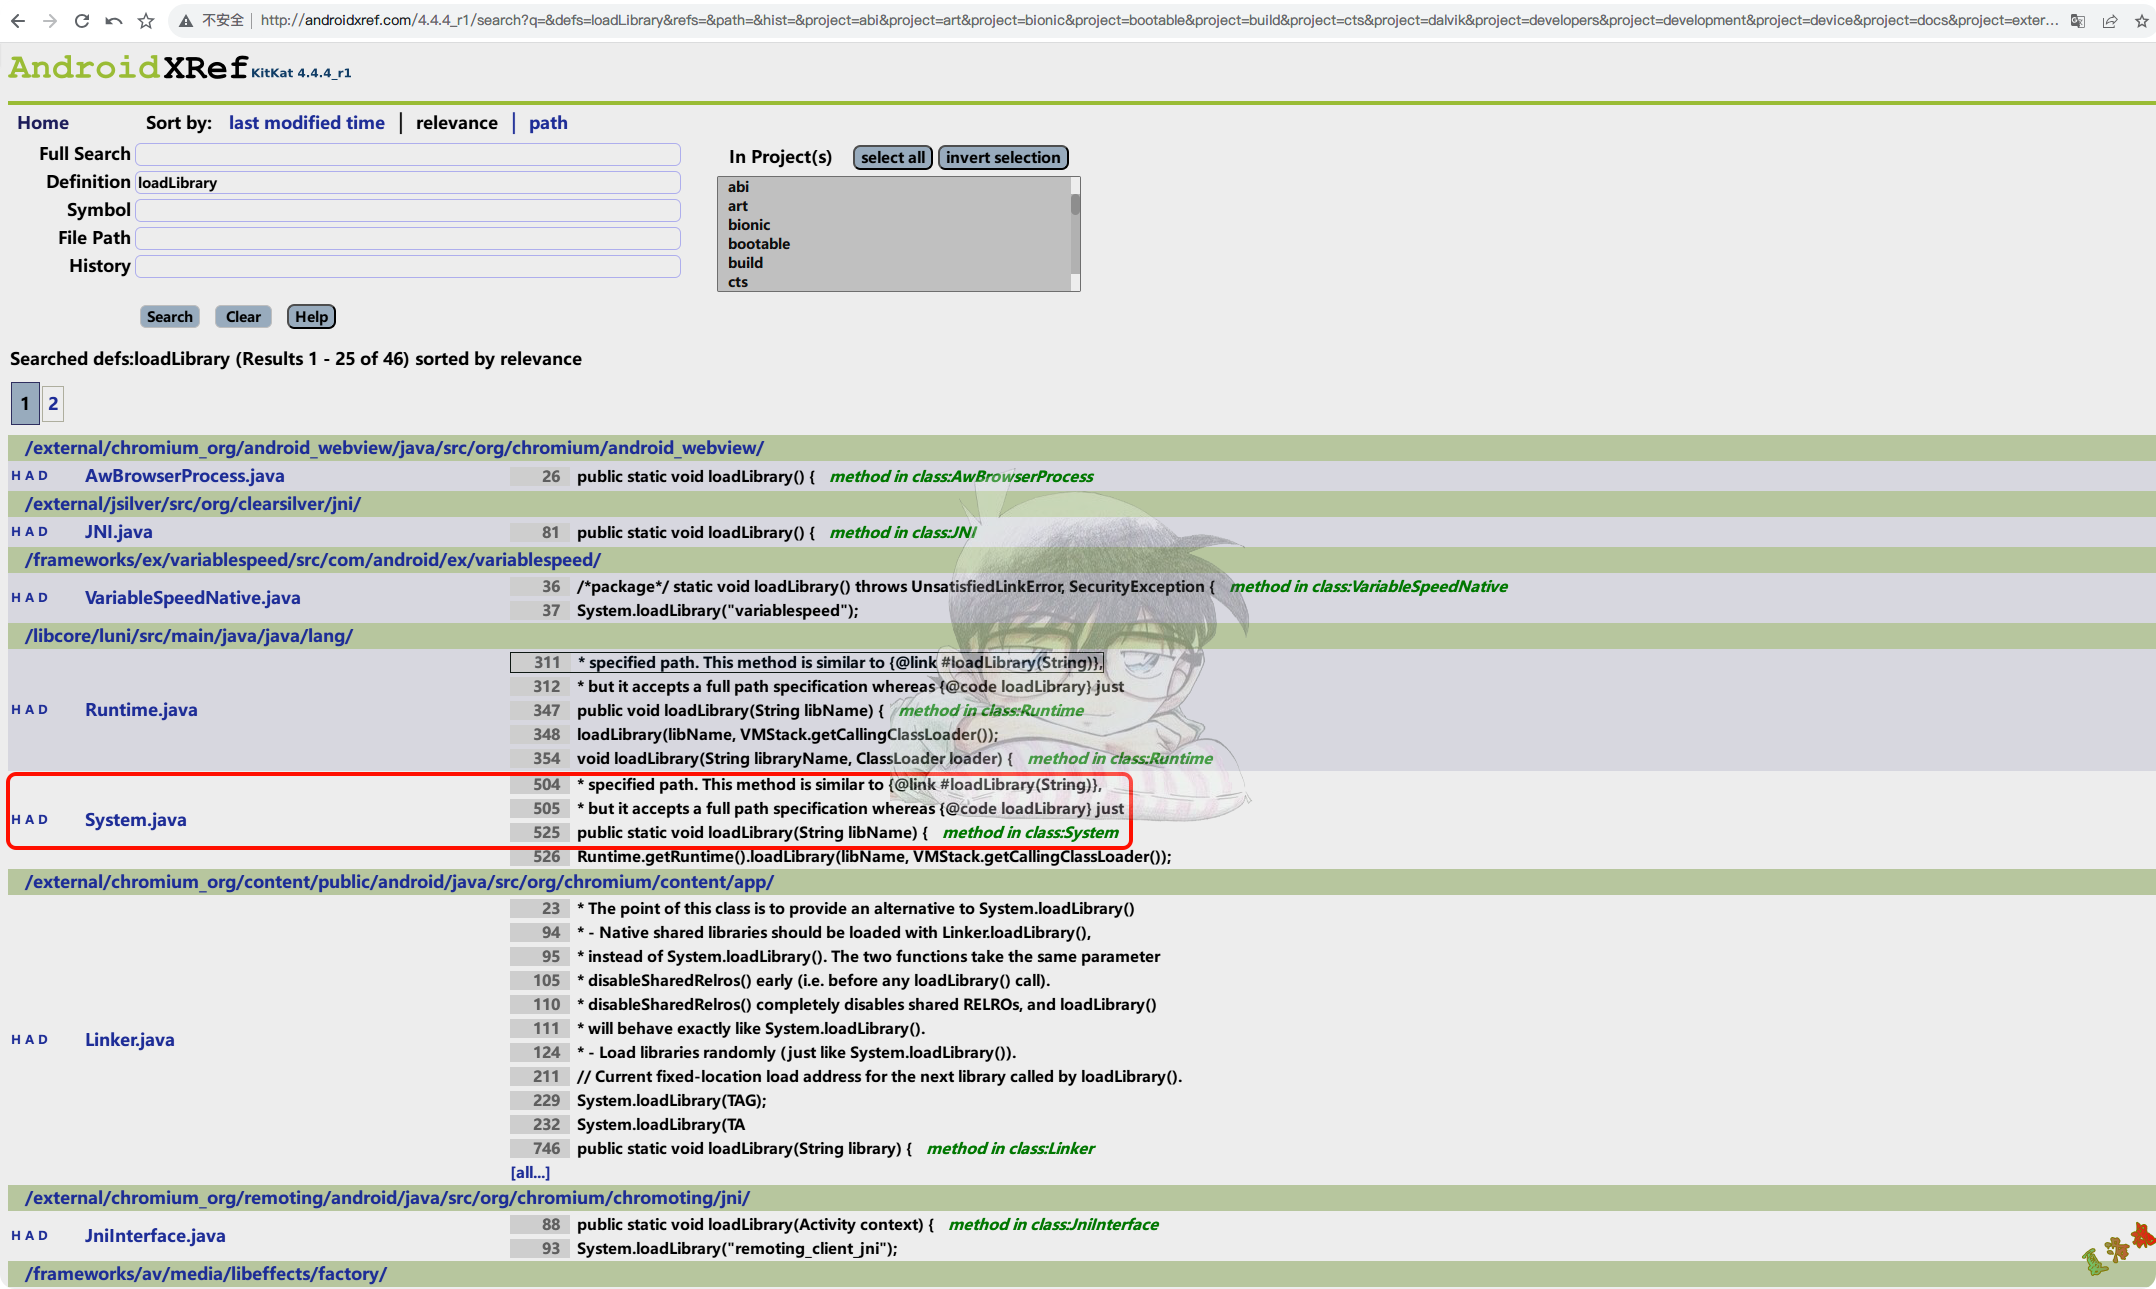 不安全 http://androidxref.com/4.4.4_r1/search?q=&defs=loadLibrary&refs=&path=&hist=&project=abi&project=art&project=bionic&project=bootable&project=build&project=cts&project=dalvik&project=developers&project=development&project=device&project=docs&project=exter...
AndroidXRef KitKat 4.4.4_r1
Home Sort by: last modified time | relevance | path
Full Search
Definition loadLibrary
Symbol
File Path
History
In Project(s) select all invert selection
abi
art
bionic
bootable
build
cts
Search Clear Help
Searched defs:loadLibrary (Results 1 - 25 of 46) sorted by relevance
1 2
/external/chromium_org/android_webview/java/src/org/chromium/android_webview/
H A D AwBrowserProcess.java 26 public static void loadLibrary() { method in class:AwBrowserProcess
/external/jsilver/src/org/clearsilver/jni/
H A D JNI.java 81 public static void loadLibrary() { method in class:JNI
/frameworks/ex/variablespeed/src/com/android/ex/variablespeed/
H A D VariableSpeedNative.java 36 /*package*/ static void loadLibrary() throws UnsatisfiedLinkError, SecurityException { method in class:VariableSpeedNative
37 System.loadLibrary("variablespeed");
/libcore/luni/src/main/java/java/lang/
H A D Runtime.java 311 * specified path. This method is similar to {@link #loadLibrary(String)},
312 * but it accepts a full path specification whereas {@code loadLibrary} just
347 public void loadLibrary(String libName) { method in class:Runtime
348 loadLibrary(libName, VMStack.getCallingClassLoader());
354 void loadLibrary(String libraryName, ClassLoader loader) { method in class:Runtime
H A D System.java 504 * specified path. This method is similar to {@link #loadLibrary(String)},
505 * but it accepts a full path specification whereas {@code loadLibrary} just
525 public static void loadLibrary(String libName) { method in class:System
526 Runtime.getRuntime().loadLibrary(libName, VMStack.getCallingClassLoader());
/external/chromium_org/content/public/android/java/src/org/chromium/content/app/
H A D Linker.java 23 * The point of this class is to provide an alternative to System.loadLibrary()
94 * - Native shared libraries should be loaded with Linker.loadLibrary(),
95 * instead of System.loadLibrary(). The two functions take the same parameter
105 * disableSharedRelros() early (i.e. before any loadLibrary() call).
110 * disableSharedRelros() completely disables shared RELROs, and loadLibrary()
111 * will behave exactly like System.loadLibrary().
124 * - Load libraries randomly (just like System.loadLibrary()).
211 // Current fixed-location load address for the next library called by loadLibrary().
229 System.loadLibrary(TAG);
232 System.loadLibrary(TA
746 public static void loadLibrary(String library) { method in class:Linker
[all...]
/external/chromium_org/remoting/android/java/src/org/chromium/chromoting/jni/
H A D JniInterface.java 88 public static void loadLibrary(Activity context) { method in class:JniInterface
93 System.loadLibrary("remoting_client_jni");
/frameworks/av/media/libeffects/factory/